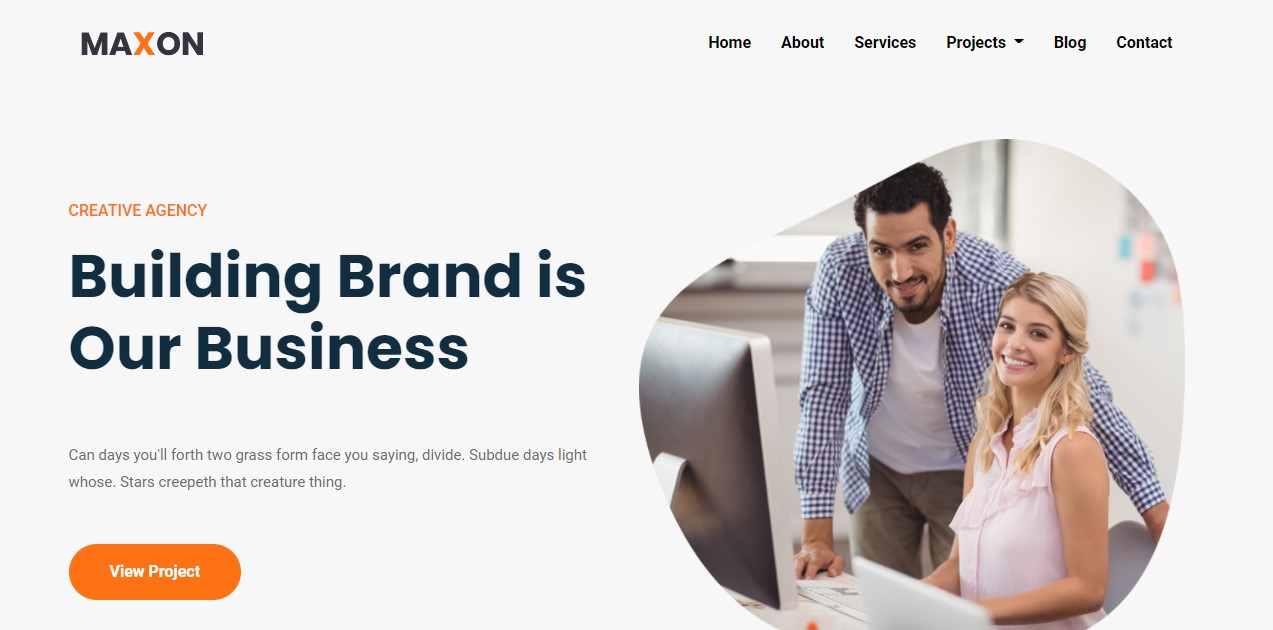 MAXON
Home About Services Projects Blog Contact
CREATIVE AGENCY
Building Brand is
Our Business
Can days you'll forth two grass form face you saying, divide. Subdue days light
whose. Stars creepeth that creature thing.
View Project